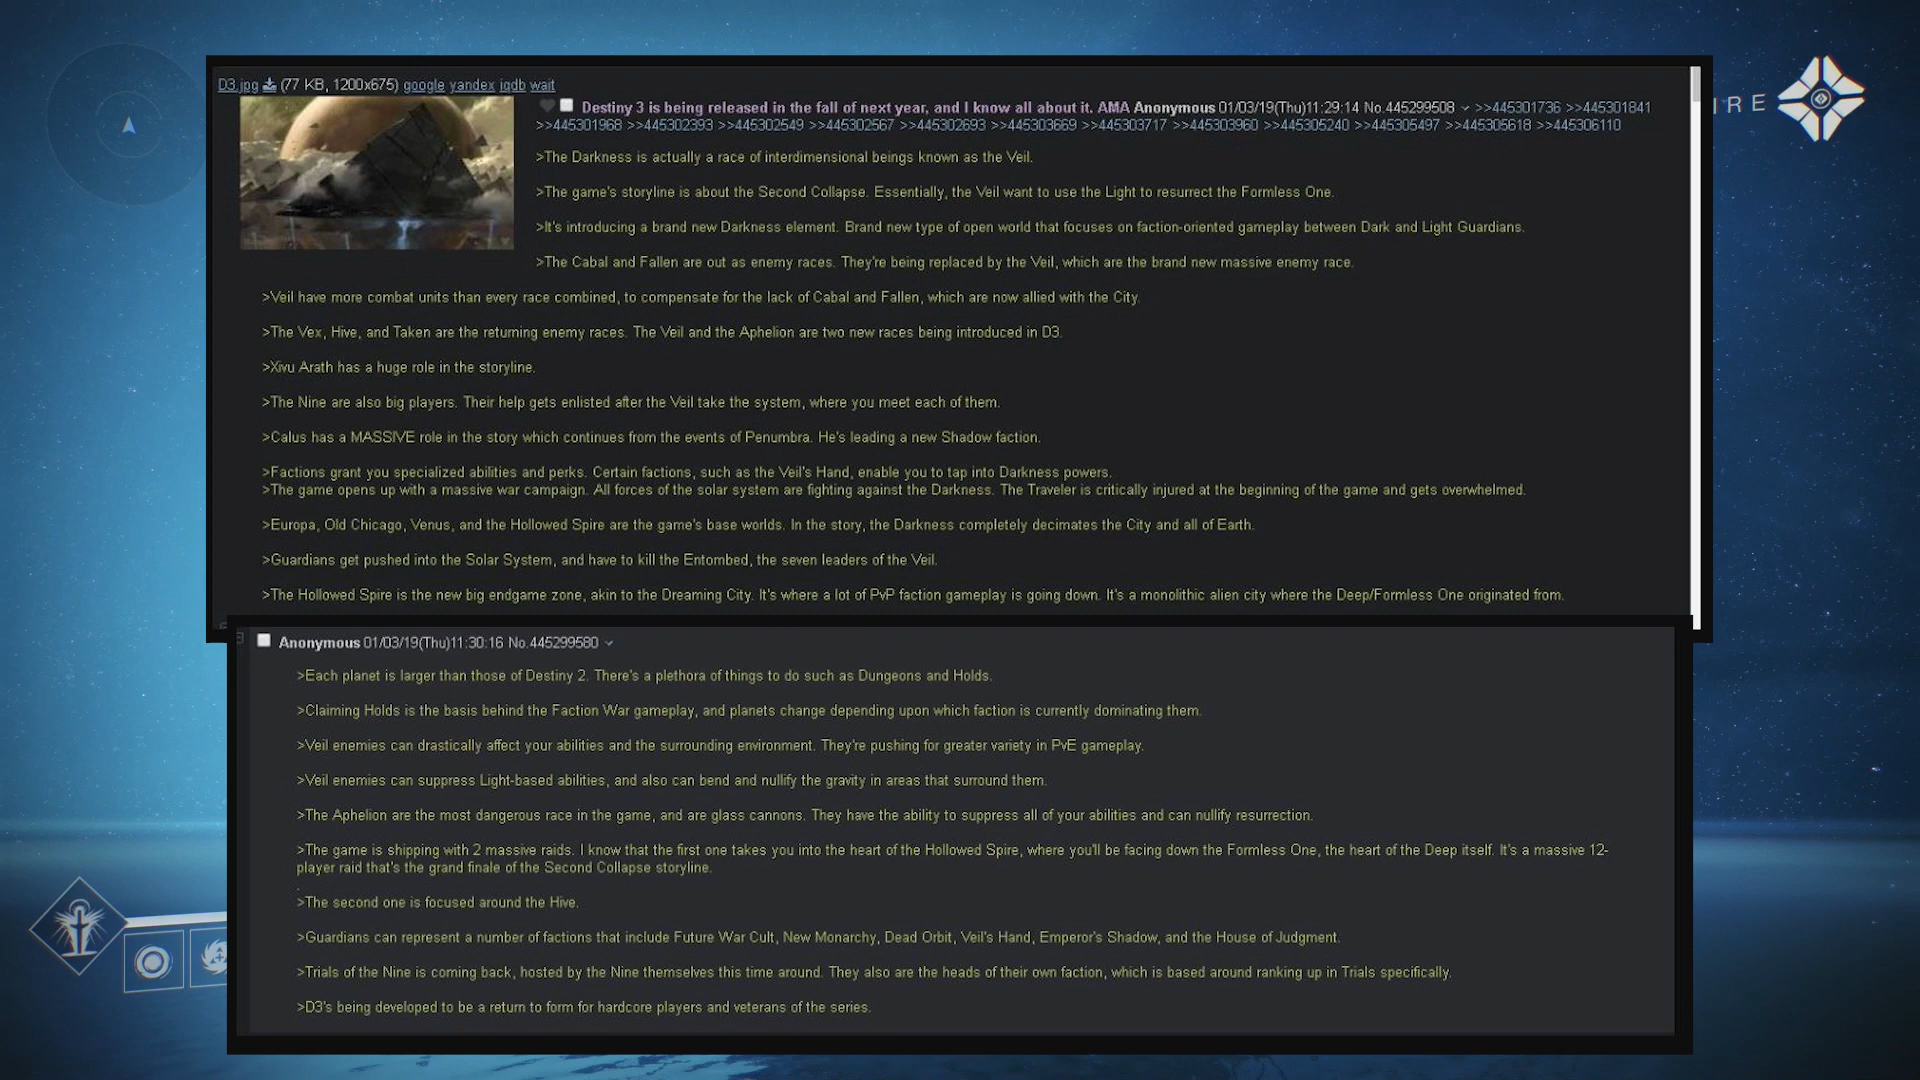 D3.jpg (77 KB, 1200x675) google yandex iqdb wait
Destiny 3 is being released in the fall of next year, and I know all about it. AMA Anonymous 01/03/19(Thu)11:29:14 No.445299508 >>445301736 >>445301841
>>445301968 >>445302393 >>445302549 >>445302567 >>445302693 >>445303669 >>445303717 >>445303960 >>445305240 >>445305497 >>445305618 >>445306110
IRE
>The Darkness is actually a race of interdimensional beings known as the Veil.
>The game's storyline is about the Second Collapse. Essentially, the Veil want to use the Light to resurrect the Formless One.
>It's introducing a brand new Darkness element. Brand new type of open world that focuses on faction-oriented gameplay between Dark and Light Guardians.
>The Cabal and Fallen are out as enemy races. They're being replaced by the Veil, which are the brand new massive enemy race.
>Veil have more combat units than every race combined, to compensate for the lack of Cabal and Fallen, which are now allied with the City.
>The Vex, Hive, and Taken are the returning enemy races. The Veil and the Aphelion are two new races being introduced in D3.
>Xivu Arath has a huge role in the storyline.
>The Nine are also big players. Their help gets enlisted after the Veil take the system, where you meet each of them.
>Calus has a MASSIVE role in the story which continues from the events of Penumbra. He's leading a new Shadow faction.
>Factions grant you specialized abilities and perks. Certain factions, such as the Veil's Hand, enable you to tap into Darkness powers.
>The game opens up with a massive war campaign. All forces of the solar system are fighting against the Darkness. The Traveler is critically injured at the beginning of the game and gets overwhelmed.
>Europa, Old Chicago, Venus, and the Hollowed Spire are the game's base worlds. In the story, the Darkness completely decimates the City and all of Earth.
>Guardians get pushed into the Solar System, and have to kill the Entombed, the seven leaders of the Veil.
>The Hollowed Spire is the new big endgame zone, akin to the Dreaming City. It's where a lot of PvP faction gameplay is going down. It's a monolithic alien city where the Deep/Formless One originated from.
Anonymous 01/03/19(Thu)11:30:16 No.445299580
>Each planet is larger than those of Destiny 2. There's a plethora of things to do such as Dungeons and Holds.
>Claiming Holds is the basis behind the Faction War gameplay, and planets change depending upon which faction is currently dominating them.
>Veil enemies can drastically affect your abilities and the surrounding environment. They're pushing for greater variety in PvE gameplay.
>Veil enemies can suppress Light-based abilities, and also can bend and nullify the gravity in areas that surround them.
>The Aphelion are the most dangerous race in the game, and are glass cannons. They have the ability to suppress all of your abilities and can nullify resurrection.
>The game is shipping with 2 massive raids. I know that the first one takes you into the heart of the Hollowed Spire, where you'll be facing down the Formless One, the heart of the Deep itself. It's a massive 12-
player raid that's the grand finale of the Second Collapse storyline.
.
>The second one is focused around the Hive.
>Guardians can represent a number of factions that include Future War Cult, New Monarchy, Dead Orbit, Veil's Hand, Emperor's Shadow, and the House of Judgment.
>Trials of the Nine is coming back, hosted by the Nine themselves this time around. They also are the heads of their own faction, which is based around ranking up in Trials specifically.
>D3's being developed to be a return to form for hardcore players and veterans of the series.